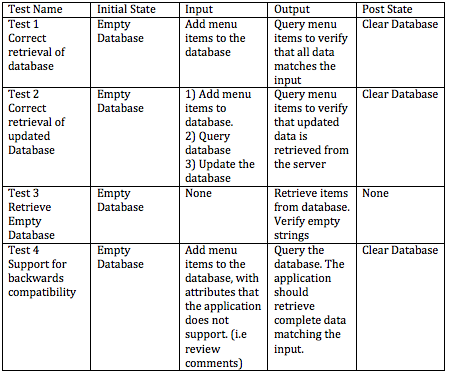 Test Name Initial State Input Output Post State
Test 1
Correct
retrieval of
database
Empty
Database
Add menu
items to the
database
Query menu
items to verify
that all data
matches the
input
Clear Database
Test 2
Correct
retrieval of
updated
Database
Empty
Database
1) Add menu
items to
database.
2) Query
database
3) Update the
database
Query menu
items to verify
that updated
data is
retrieved from
the server
Clear Database
Test 3
Retrieve
Empty
Database
Empty
Database
None
Retrieve items
from database.
Verify empty
strings
None
Test 4
Support for
backwards
compatibility
Empty
Database
Add menu
items to the
database, with
attributes that
the application
does not
support. (i.e
review
comments)
Query the
database. The
application
should
retrieve
complete data
matching the
input.
Clear Database